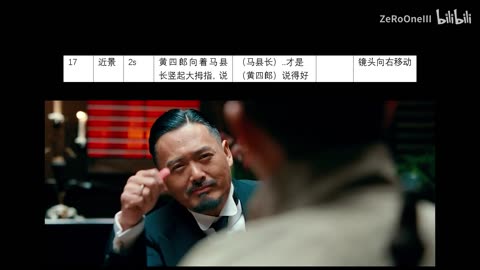 ZeRoOneIII bilibili
17 近景 2s 黄四郎向着马县 （马县长）..才是 镜头向右移动
长竖起大拇指，说 （黄四郎）说得好